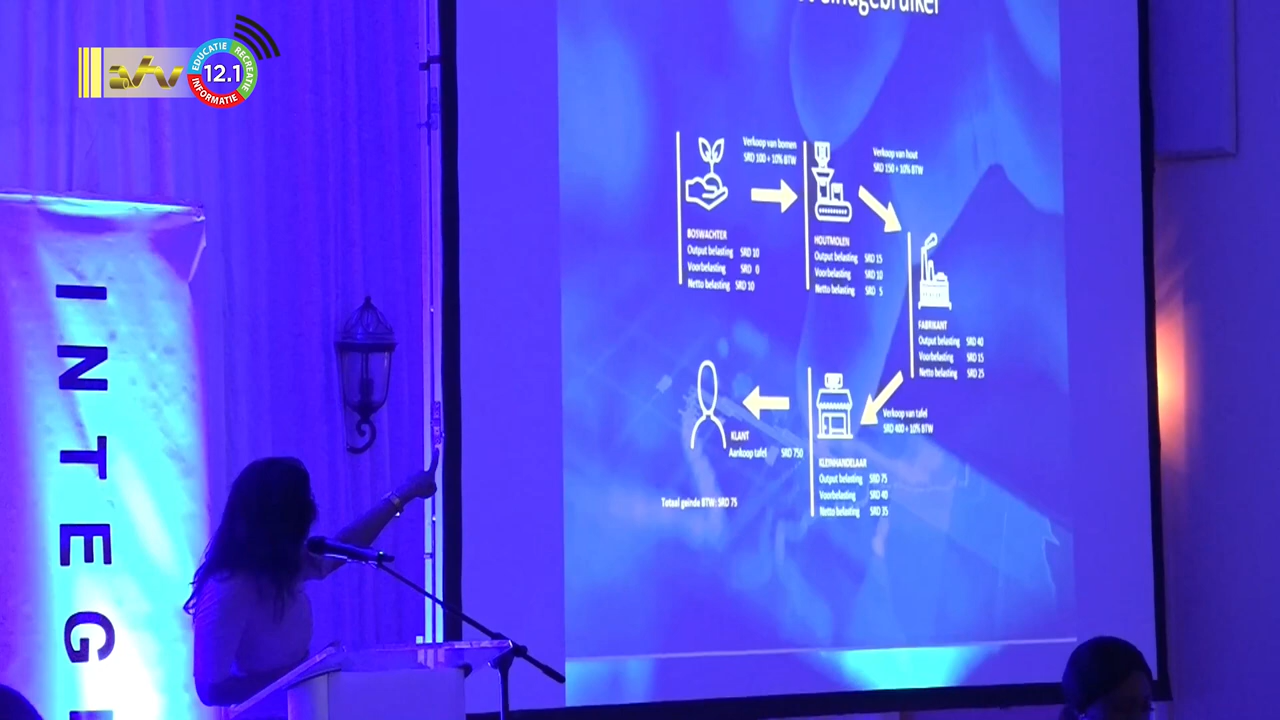 EDUCATIE
RECREATIE
INFORMATIE
atv
12.1
eindgebruiker
Verkoop van bomen
SRD 100 + 10% BTW
Verkoop van hout
SRD 150 + 10% BTW
BOSWACHTER
Output belasting SRD 10
Voorbelasting SRD 0
Netto belasting SRD 10
HOUTMOLEN
Output belasting SRD 15
Voorbelasting SRD 10
Netto belasting SRD 5
FABRIKANT
Output belasting SRD 40
Voorbelasting SRD 15
Netto belasting SRD 25
Verkoop van tafel
SRD 400 + 10% BTW
KLANT
Aankoop tafel SRD 750
KLEINHANDELAAR
Output belasting SRD 75
Voorbelasting SRD 40
Netto belasting SRD 35
Totaal geinde BTW: SRD 75
INTEG